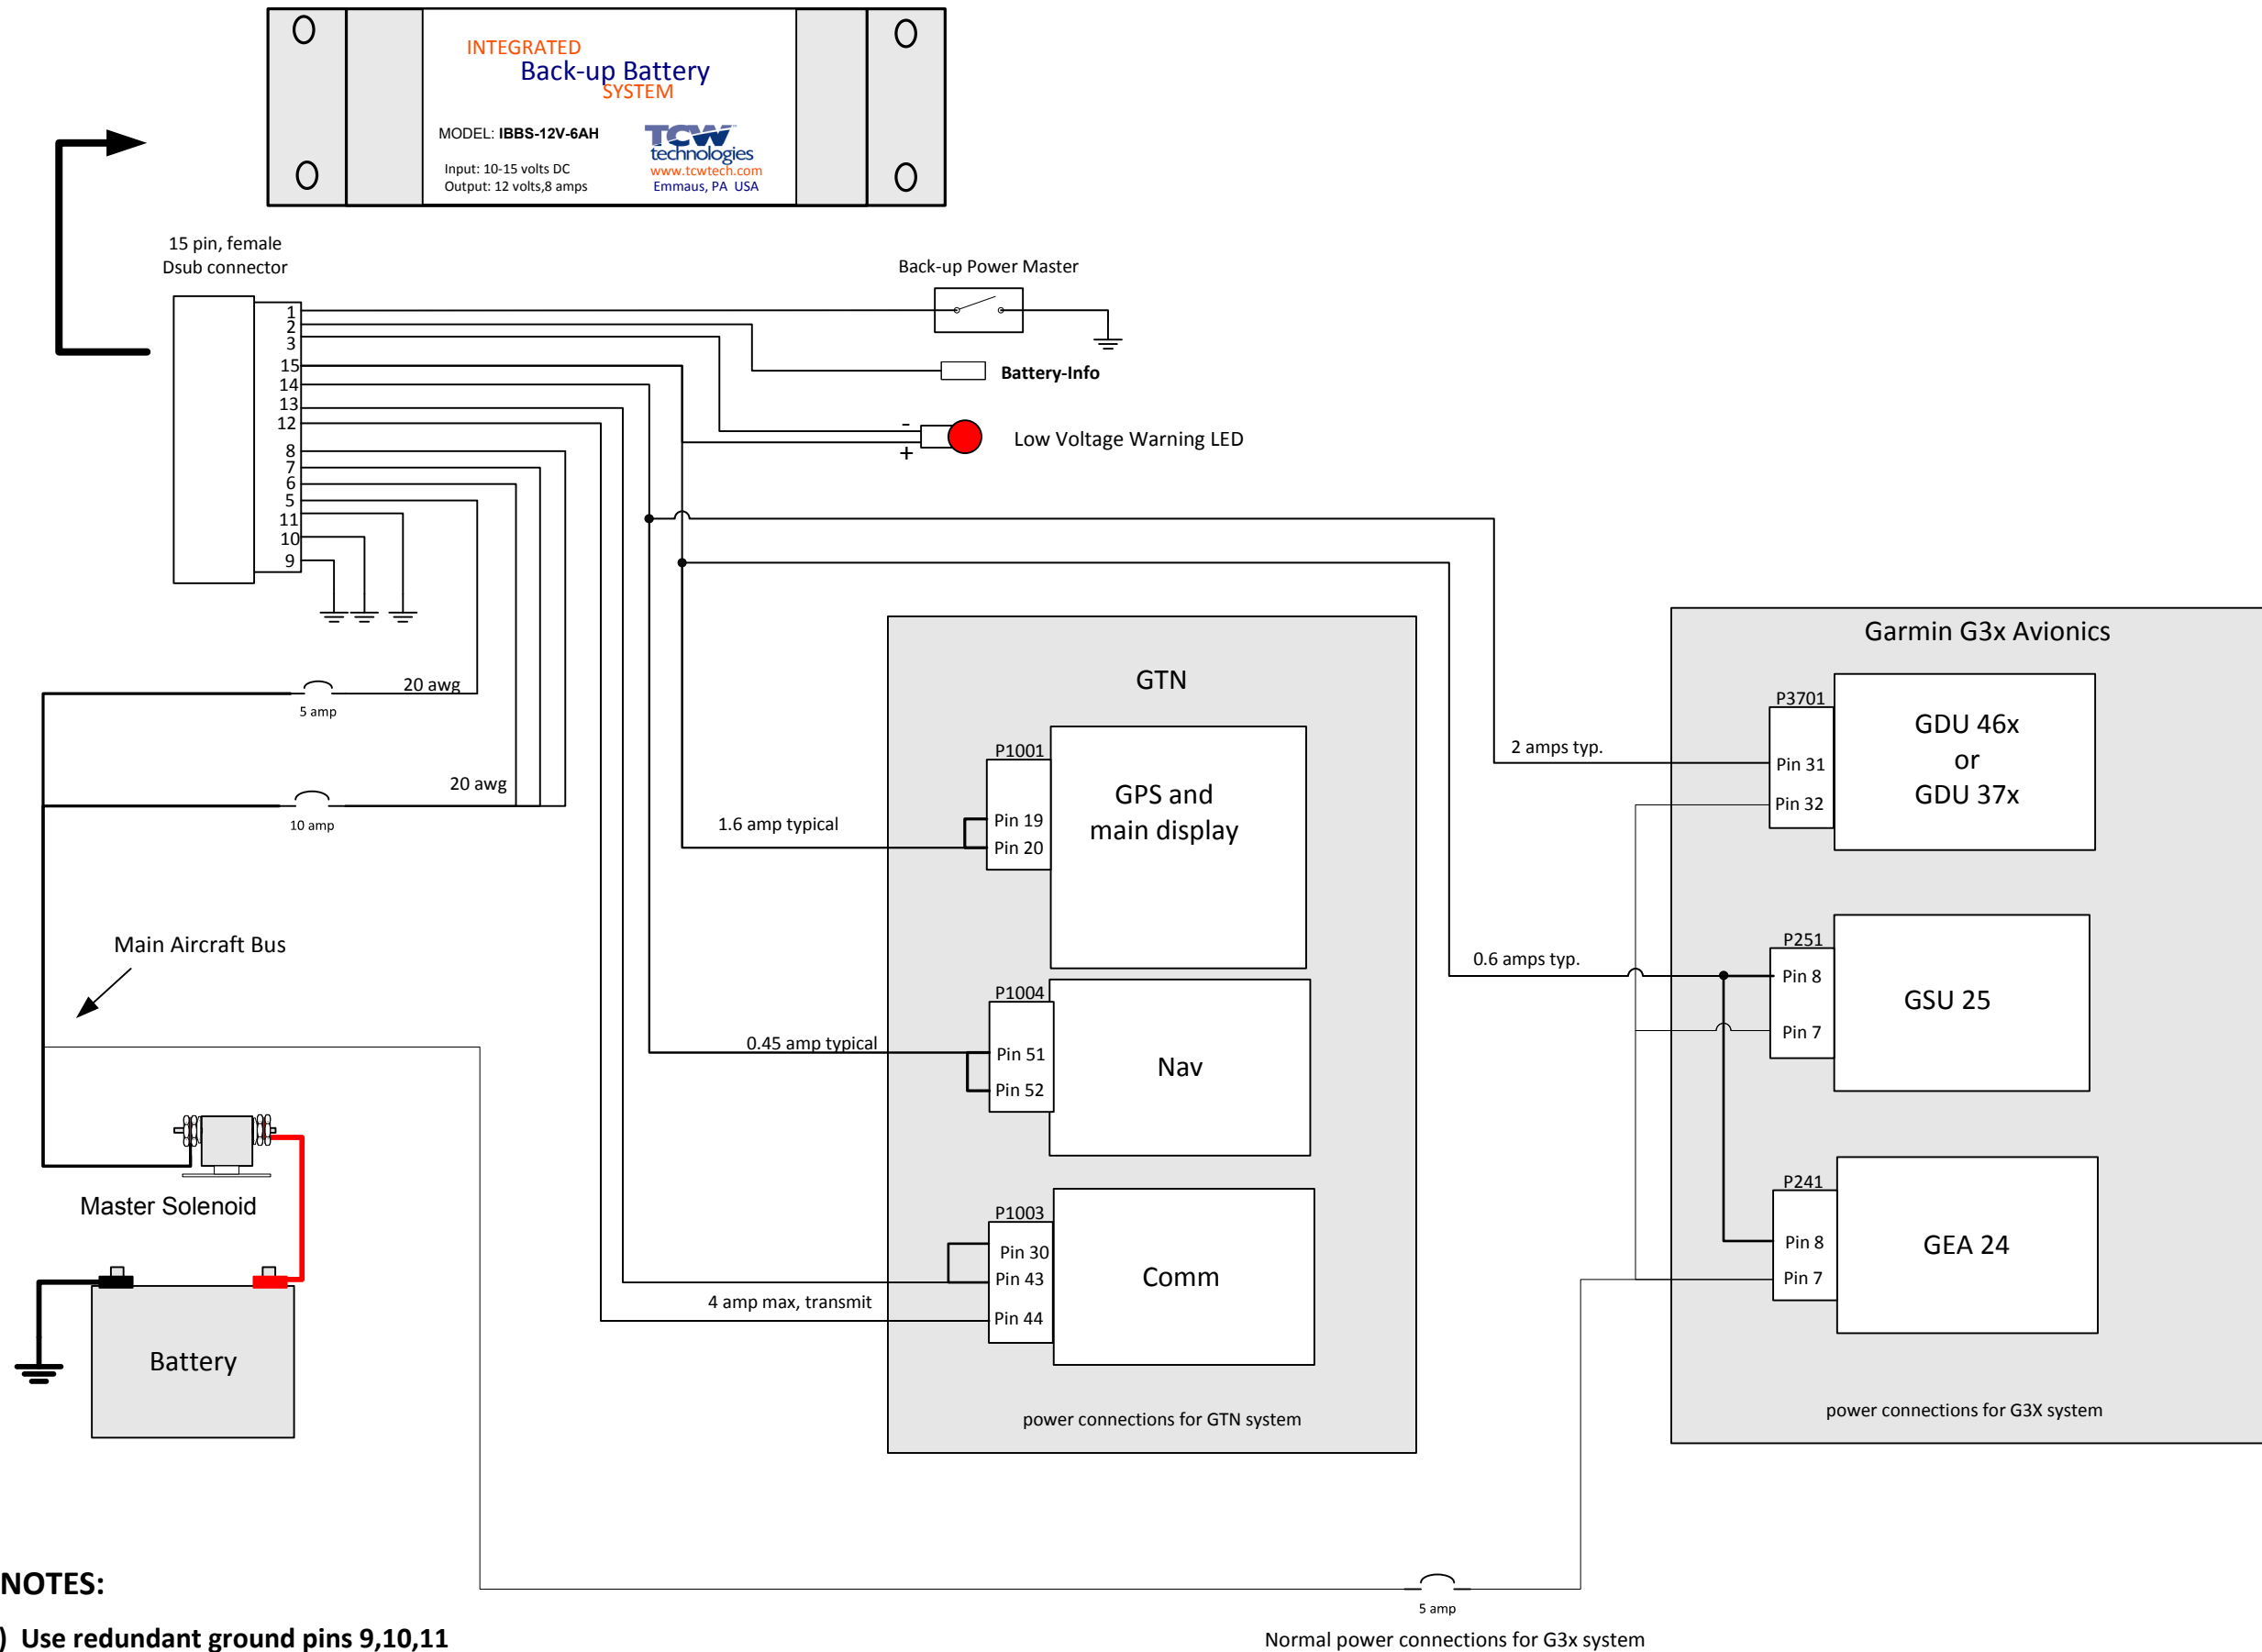 INTEGRATED
Back-up Battery
SYSTEM
MODEL: IBBS-12V-6AH
TCW
technologies
www.tcwtech.com
Emmaus, PA USA
Input: 10-15 volts DC
Output: 12 volts,8 amps
15 pin, female
Dsub connector
1
2
3
15
14
13
12
8
7
6
5
11
10
9
Back-up Power Master
Battery-Info
-
+
Low Voltage Warning LED
20 awg
5 amp
20 awg
10 amp
Main Aircraft Bus
Master Solenoid
Battery
GTN
1.6 amp typical
P1001
Pin 19
Pin 20
GPS and
main display
0.45 amp typical
P1004
Pin 51
Pin 52
Nav
4 amp max, transmit
P1003
Pin 30
Pin 43
Pin 44
Comm
power connections for GTN system
Garmin G3x Avionics
2 amps typ.
P3701
Pin 31
Pin 32
GDU 46x
or
GDU 37x
0.6 amps typ.
P251
Pin 8
Pin 7
GSU 25
P241
Pin 8
Pin 7
GEA 24
power connections for G3X system
5 amp
Normal power connections for G3x system
NOTES:
) Use redundant ground pins 9,10,11